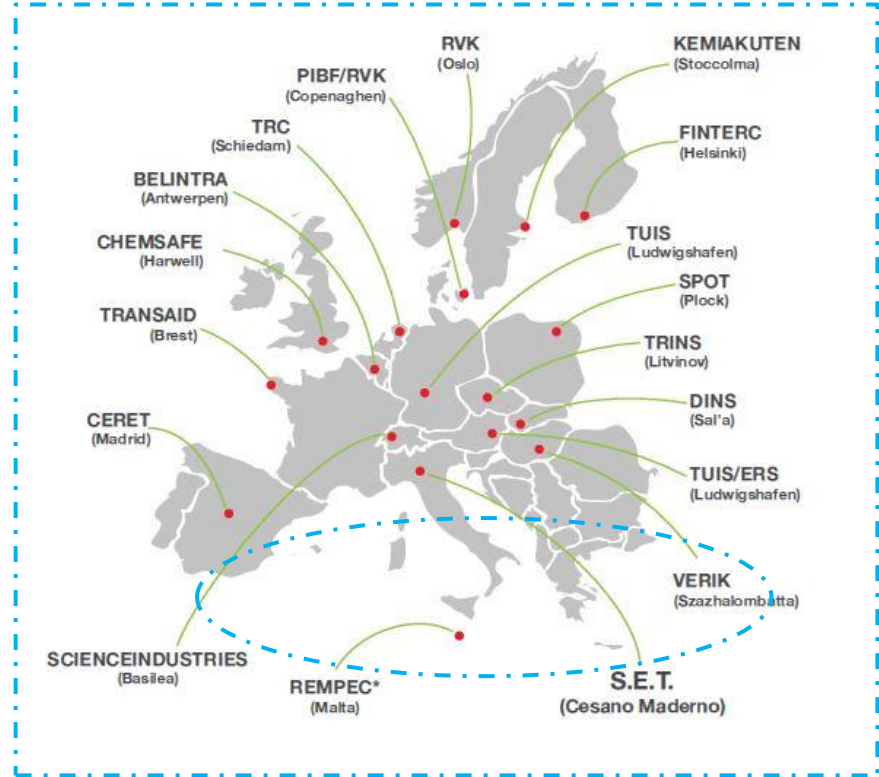 RVK
(Oslo)
KEMIAKUTEN
(Stoccolma)
PIBF/RVK
(Copenaghen)
TRC
(Schiedam)
FINTERC
(Helsinki)
BELINTRA
(Antwerpen)
CHEMSAFE
(Harwell)
TUIS
(Ludwigshafen)
SPOT
(Plock)
TRANSAID
(Brest)
TRINS
(Litvinov)
DINS
(Sal'a)
CERET
(Madrid)
TUIS/ERS
(Ludwigshafen)
VERIK
(Szazhalombatta)
SCIENCEINDUSTRIES
(Basilea)
REMPEC*
(Malta)
S.E.T.
(Cesano Maderno)